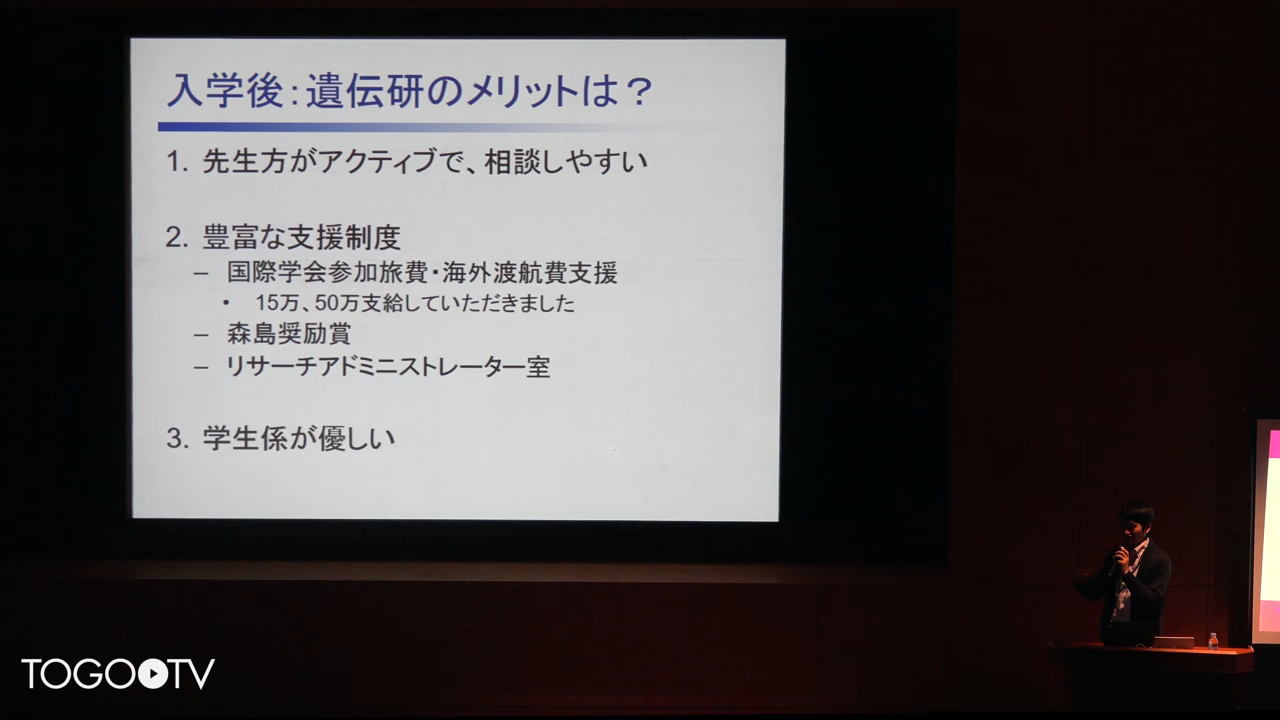 入学後：遺伝研のメリットは？
1. 先生方がアクティブで、相談しやすい
2. 豊富な支援制度
– 国際学会参加旅費・海外渡航費支援
• 15万、50万支給していただきました
– 森島奨励賞
– リサーチアドミニストレーター室
3. 学生係が優しい
TOGOTV